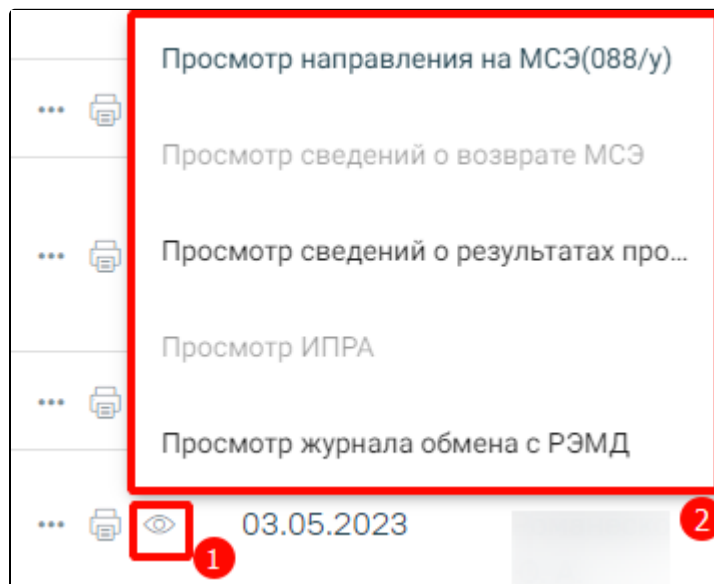 Просмотр направления на МСЭ(088/у)
Просмотр сведений о возврате МСЭ
Просмотр сведений о результатах про...
Просмотр ИПРА
Просмотр журнала обмена с РЭМД
03.05.2023
2
1